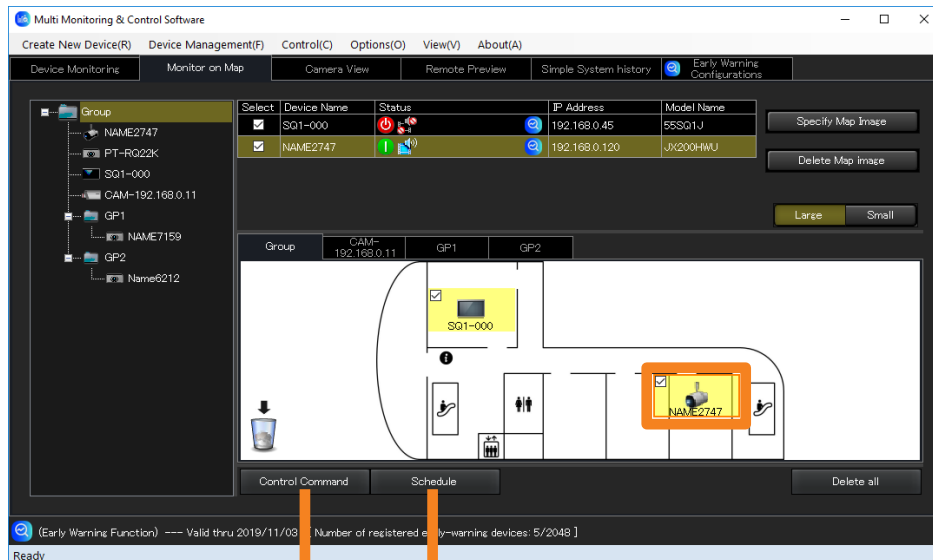 Multi Monitoring & Control Software
Create New Device(R) Device Management(F) Control(C) Options(O) View(V) About(A)
Device Monitoring Monitor on Map Camera View Remote Preview Simple System history Early Warning Configurations
Group
NAME2747
PT-RQ22K
SQ1-000
CAM-192.168.0.11
GP1
NAME7159
GP2
Name6212
Select Device Name Status IP Address Model Name
SQ1-000 192.168.0.45 55SQ1J
NAME2747 192.168.0.120 JX200HWU
Specify Map Image
Delete Map image
Large Small
Group CAM-192.168.0.11 GP1 GP2
SQ1-000
NAME2747
Control Command Schedule Delete all
(Early Warning Function) --- Valid thru 2019/11/03 [ Number of registered early-warning devices: 5/2048 ]
Ready